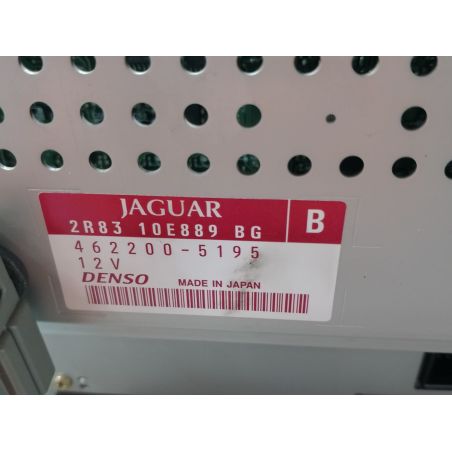 JAGUAR
2R83 10E889 BG B
462200-5195
12V
DENSO MADE IN JAPAN